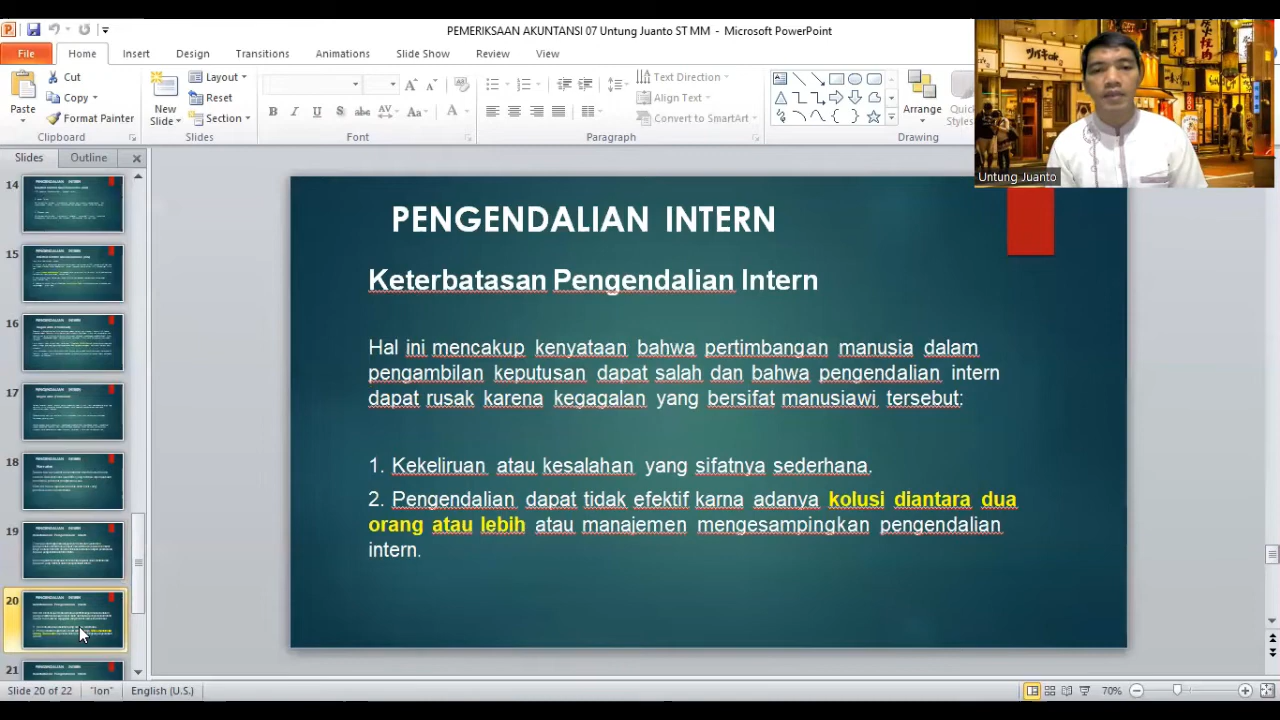 PEMERIKSAAN AKUNTANSI 07 Untung Juanto ST MM - Microsoft PowerPoint
File Home Insert Design Transitions Animations Slide Show Review View
Paste
Cut
Copy
Format Painter
Clipboard
New
Slide
Layout
Reset
Section
Slides
Font
Text Direction
Align Text
Convert to SmartArt
Paragraph
Arrange
Quick
Styles
Drawing
Untung Juanto
Slides Outline
14
15
16
17
18
19
20
21
PENGENDALIAN INTERN
Keterbatasan Pengendalian Intern
Hal ini mencakup kenyataan bahwa pertimbangan manusia dalam
pengambilan keputusan dapat salah dan bahwa pengendalian intern
dapat rusak karena kegagalan yang bersifat manusiawi tersebut:
1. Kekeliruan atau kesalahan yang sifatnya sederhana.
2. Pengendalian dapat tidak efektif karna adanya kolusi diantara dua
orang atau lebih atau manajemen mengesampingkan pengendalian
intern.
Slide 20 of 22 "Ion" English (U.S.) 70%